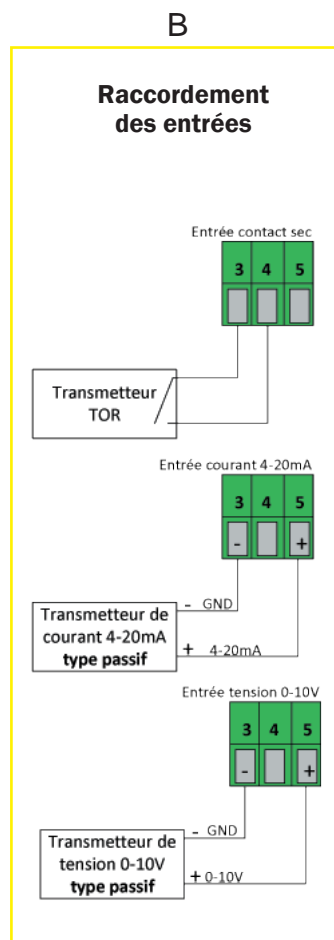 B
Raccordement
des entrées
Entrée contact sec
3 4 5
Transmetteur
TOR
Entrée courant 4-20mA
3 4 5
- +
- GND
Transmetteur de
courant 4-20mA
type passif
+ 4-20mA
Entrée tension 0-10V
3 4 5
- +
- GND
Transmetteur de
tension 0-10V
type passif
+ 0-10V